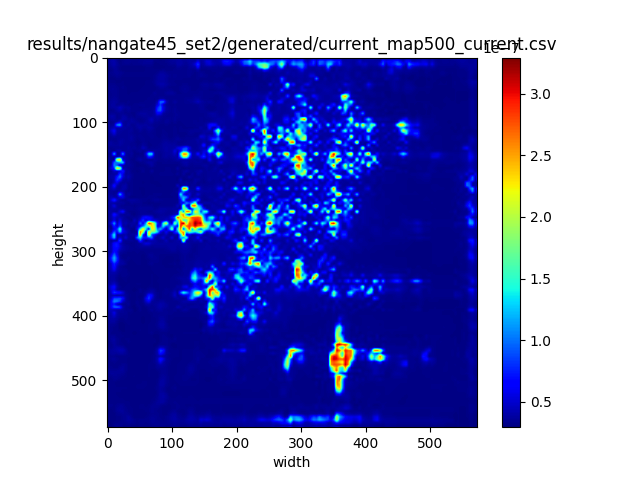 results/nangate45_set2/generated/current_map500_current.csv
1e−7
0
100
200
300
400
500
height
0 100 200 300 400 500
width
3.0
2.5
2.0
1.5
1.0
0.5